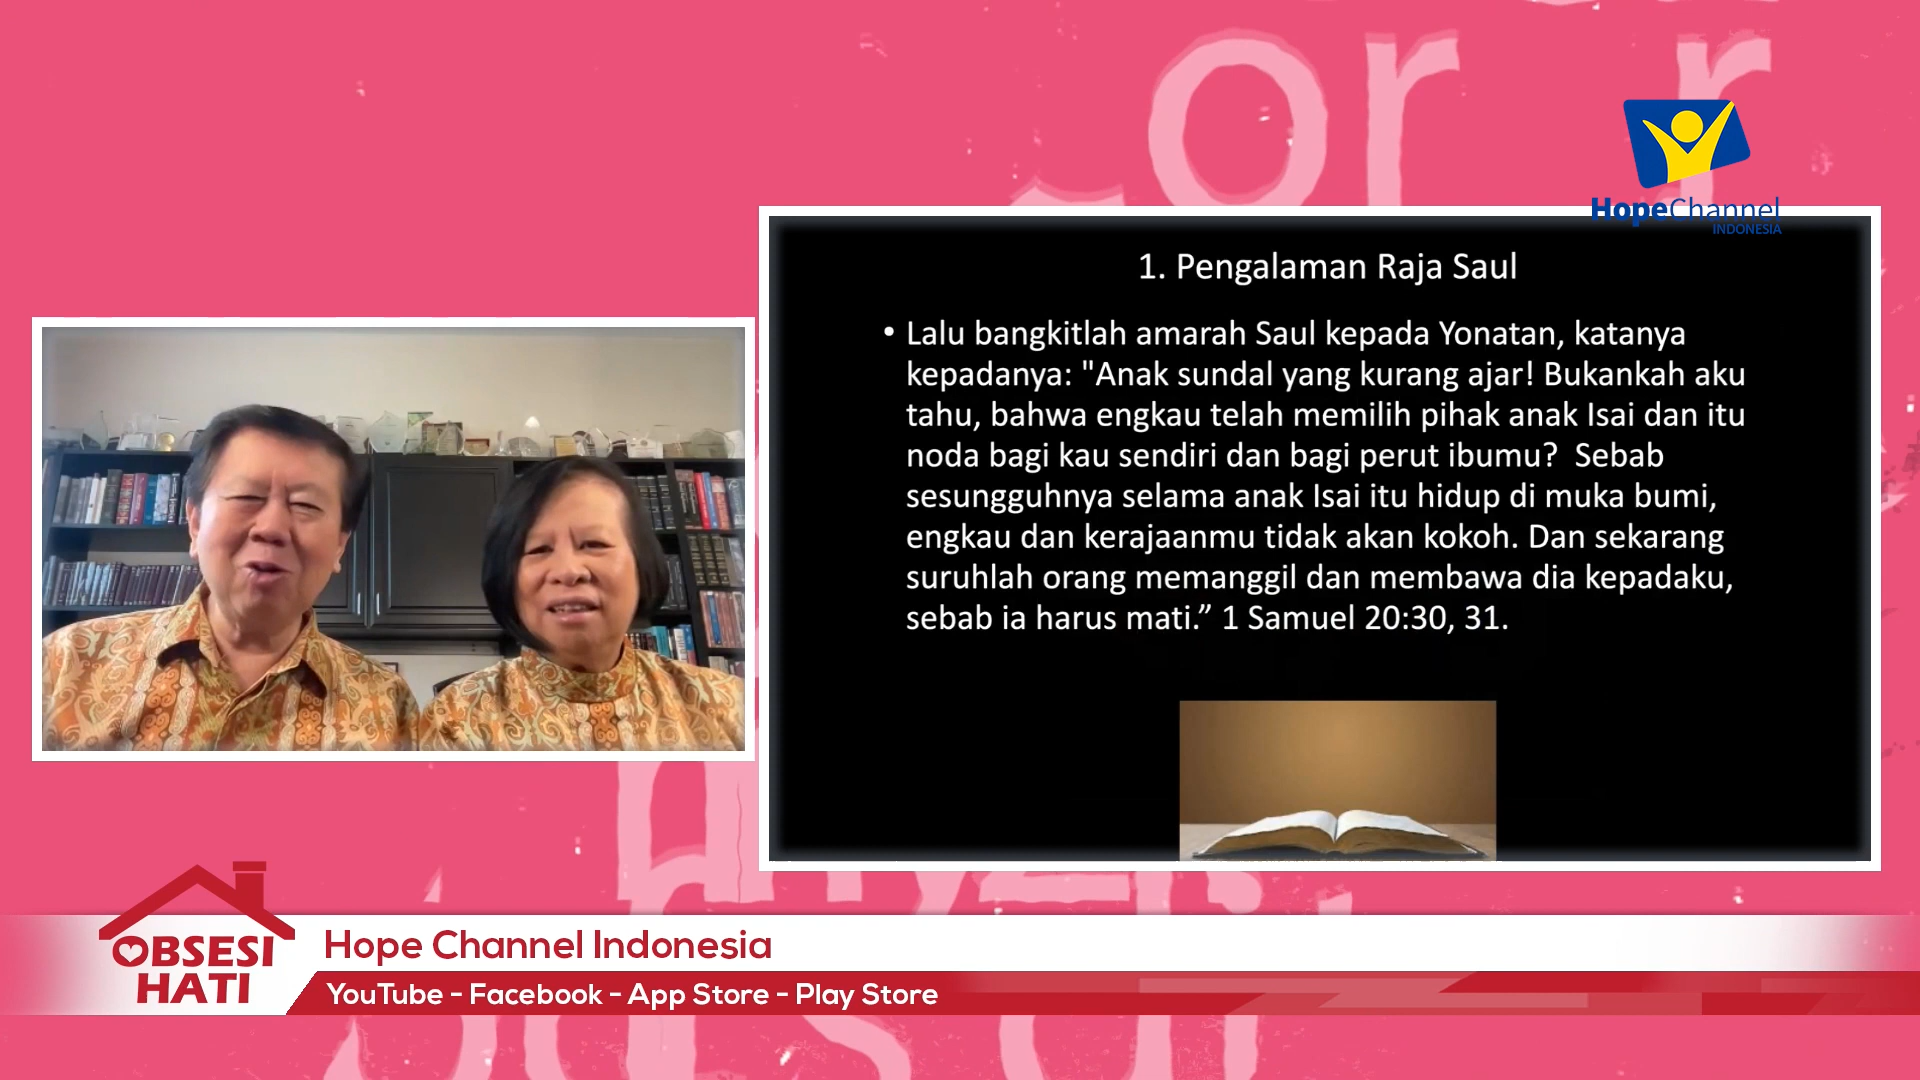 HopeChannel
INDONESIA
1. Pengalaman Raja Saul
• Lalu bangkitlah amarah Saul kepada Yonatan, katanya
kepadanya: "Anak sundal yang kurang ajar! Bukankah aku
tahu, bahwa engkau telah memilih pihak anak Isai dan itu
noda bagi kau sendiri dan bagi perut ibumu?  Sebab
sesungguhnya selama anak Isai itu hidup di muka bumi,
engkau dan kerajaanmu tidak akan kokoh. Dan sekarang
suruhlah orang memanggil dan membawa dia kepadaku,
sebab ia harus mati.” 1 Samuel 20:30, 31.
OBSESI
HATI
Hope Channel Indonesia
YouTube - Facebook - App Store - Play Store